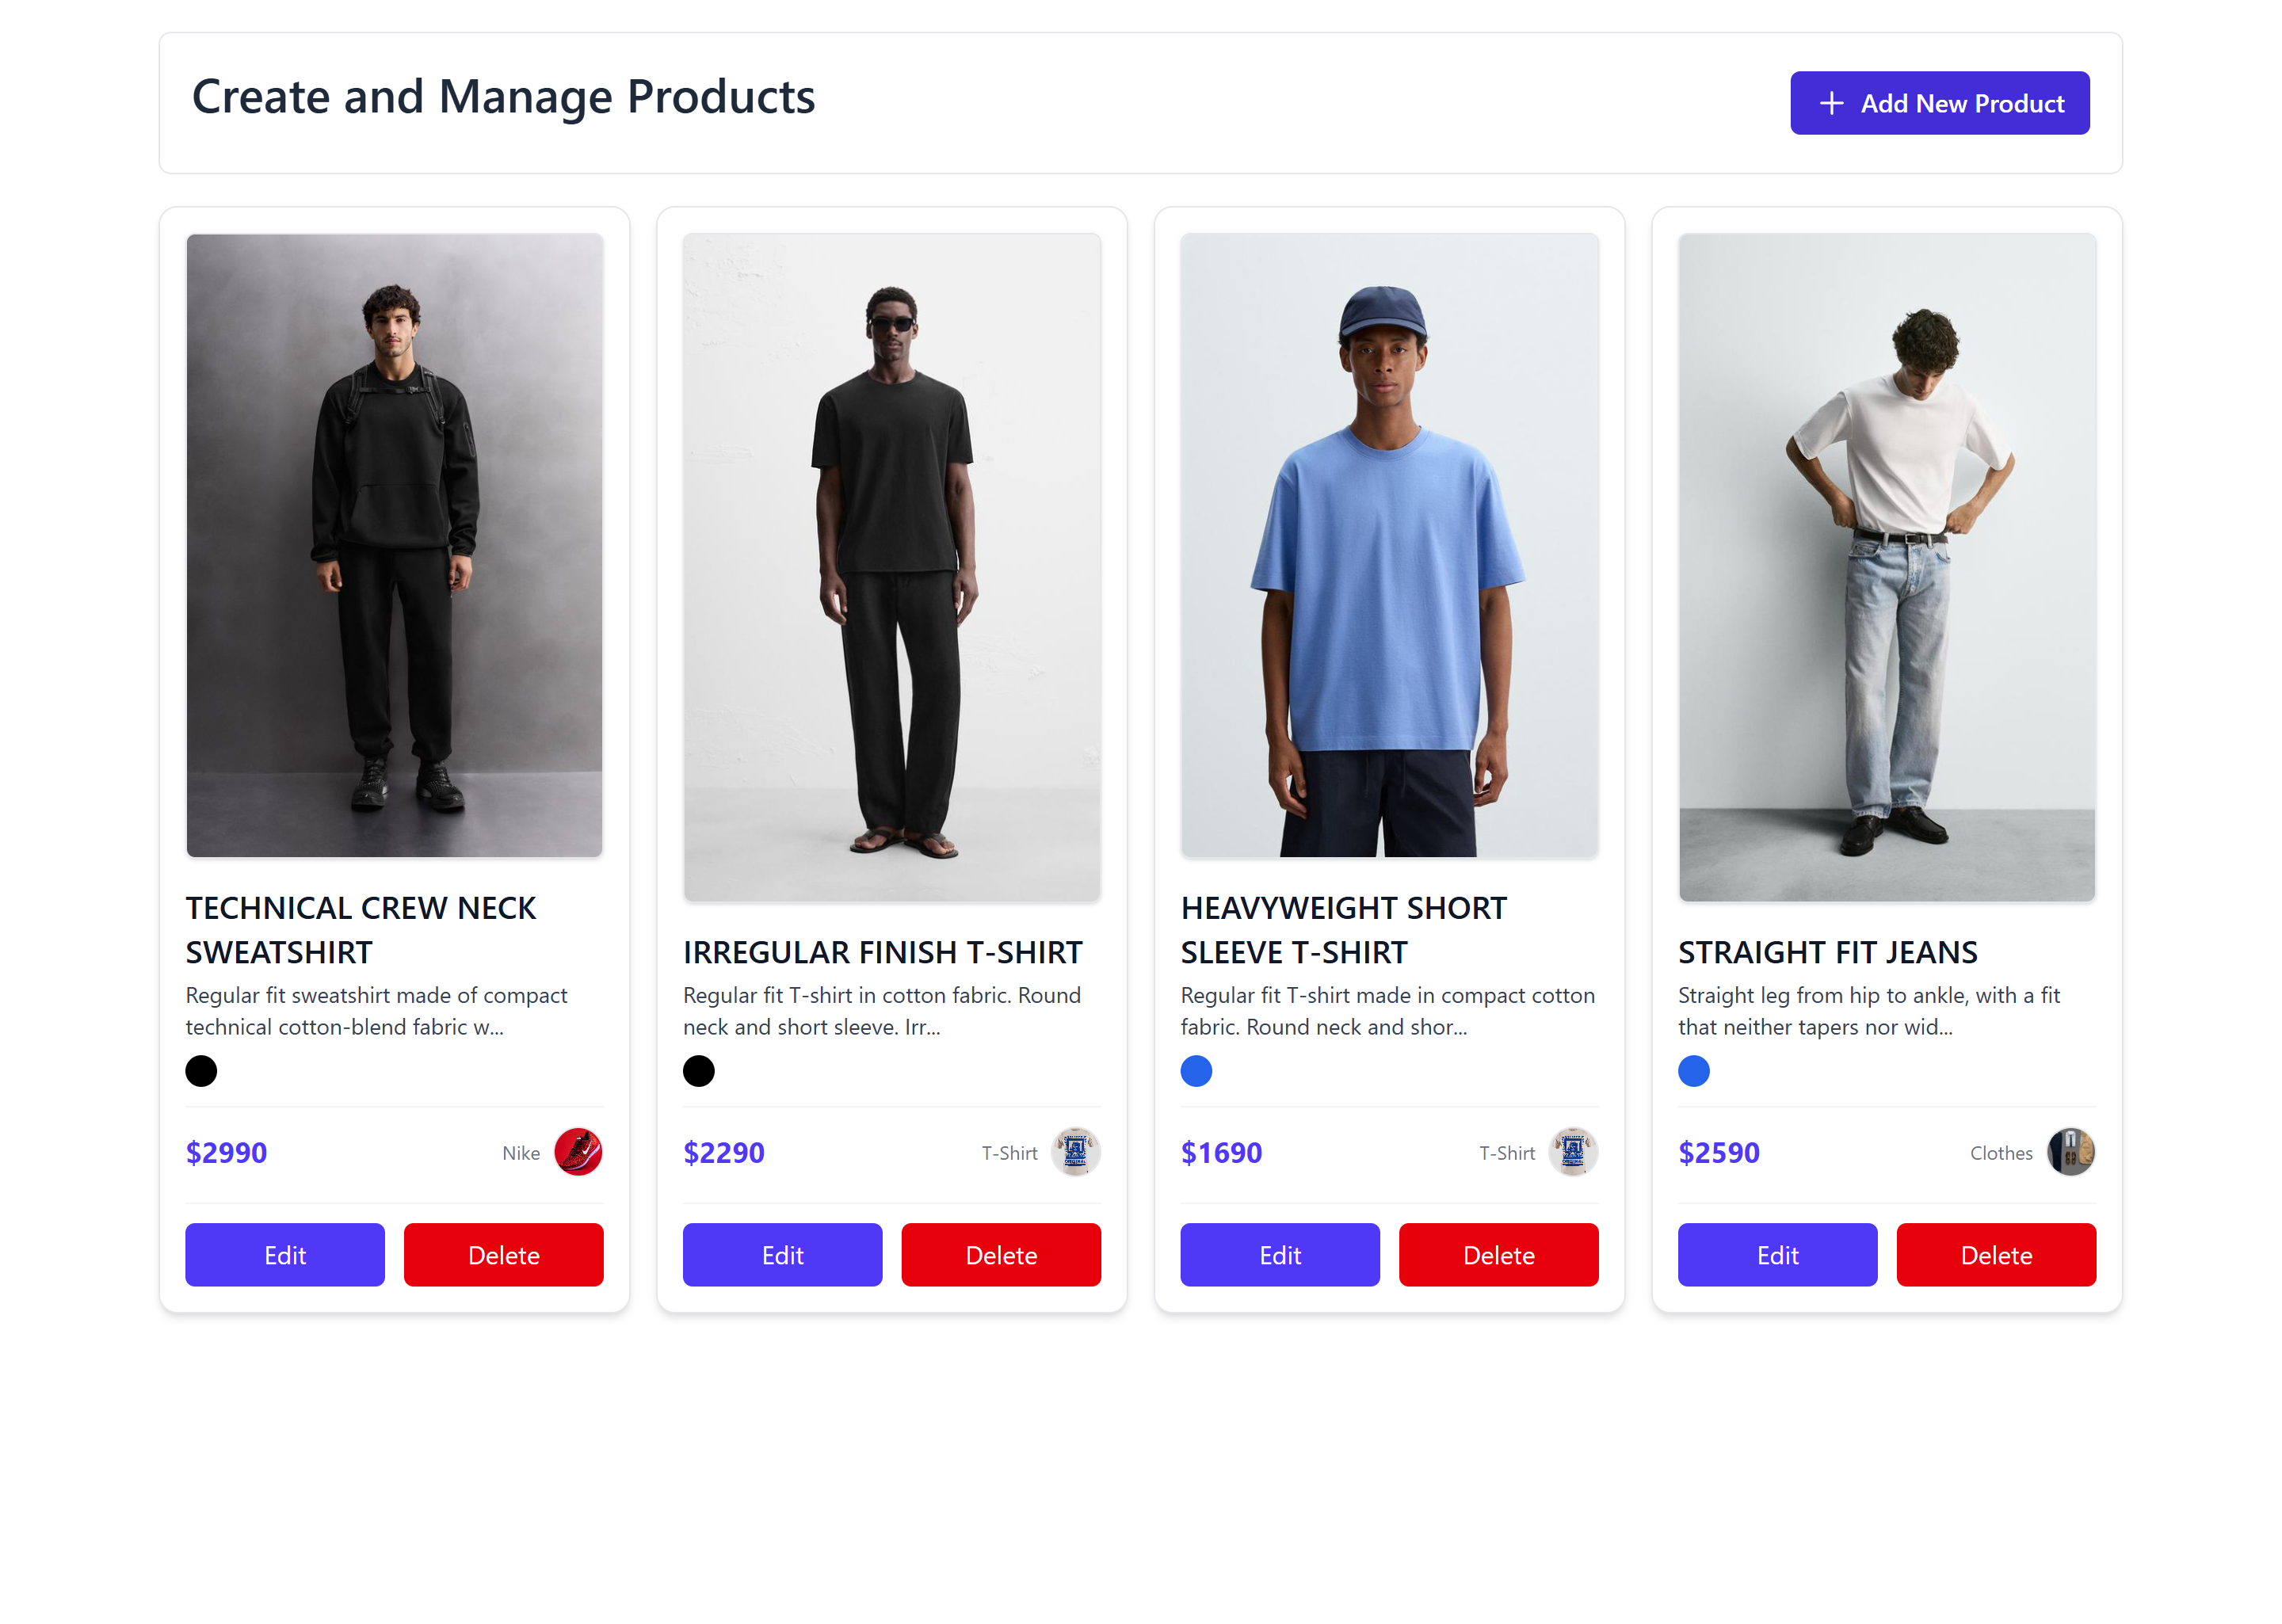 Create and Manage Products
Add New Product
TECHNICAL CREW NECK
SWEATSHIRT
Regular fit sweatshirt made of compact
technical cotton-blend fabric w...
$2990
Nike
Edit
Delete
IRREGULAR FINISH T-SHIRT
Regular fit T-shirt in cotton fabric. Round
neck and short sleeve. Irr...
$2290
T-Shirt
Edit
Delete
HEAVYWEIGHT SHORT
SLEEVE T-SHIRT
Regular fit T-shirt made in compact cotton
fabric. Round neck and shor...
$1690
T-Shirt
Edit
Delete
STRAIGHT FIT JEANS
Straight leg from hip to ankle, with a fit
that neither tapers nor wid...
$2590
Clothes
Edit
Delete